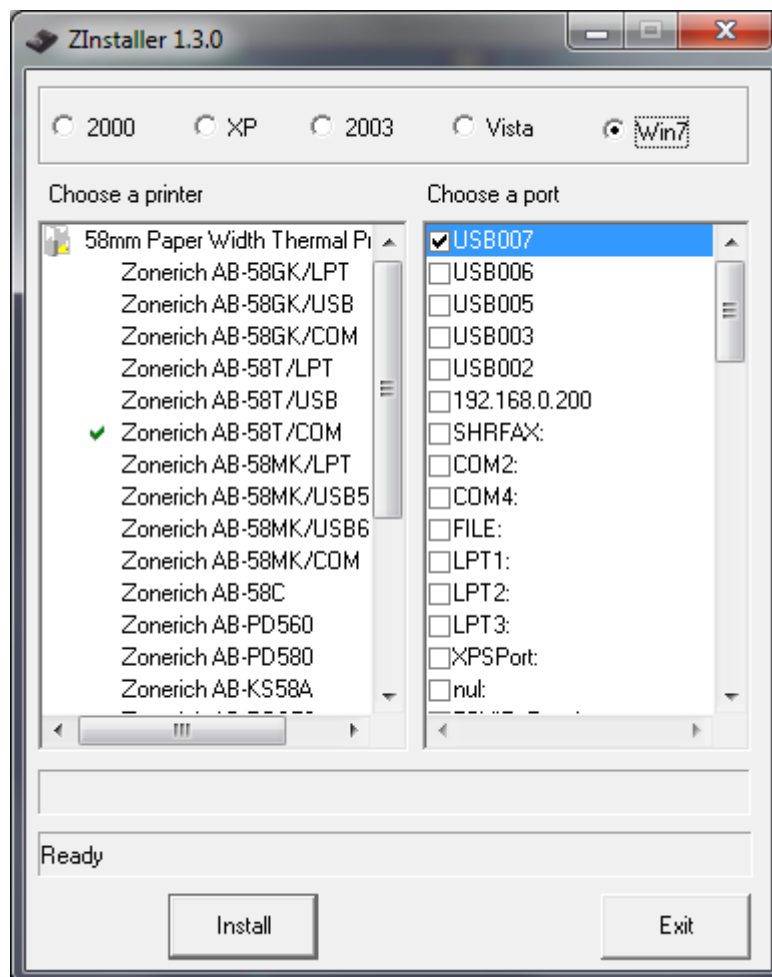 ZInstaller 1.3.0
2000 XP 2003 Vista Win7
Choose a printer
58mm Paper Width Thermal
Zonerich AB-58GK/LPT
Zonerich AB-58GK/USB
Zonerich AB-58GK/COM
Zonerich AB-58T/LPT
Zonerich AB-58T/USB
Zonerich AB-58T/COM
Zonerich AB-58MK/LPT
Zonerich AB-58MK/USB5
Zonerich AB-58MK/USB6
Zonerich AB-58MK/COM
Zonerich AB-58C
Zonerich AB-PD560
Zonerich AB-PD580
Zonerich AB-KS58A
Choose a port
USB007
USB006
USB005
USB003
USB002
192.168.0.200
SHRFAX:
COM2:
COM4:
FILE:
LPT1:
LPT2:
LPT3:
XPSPort:
nul:
Ready
Install Exit